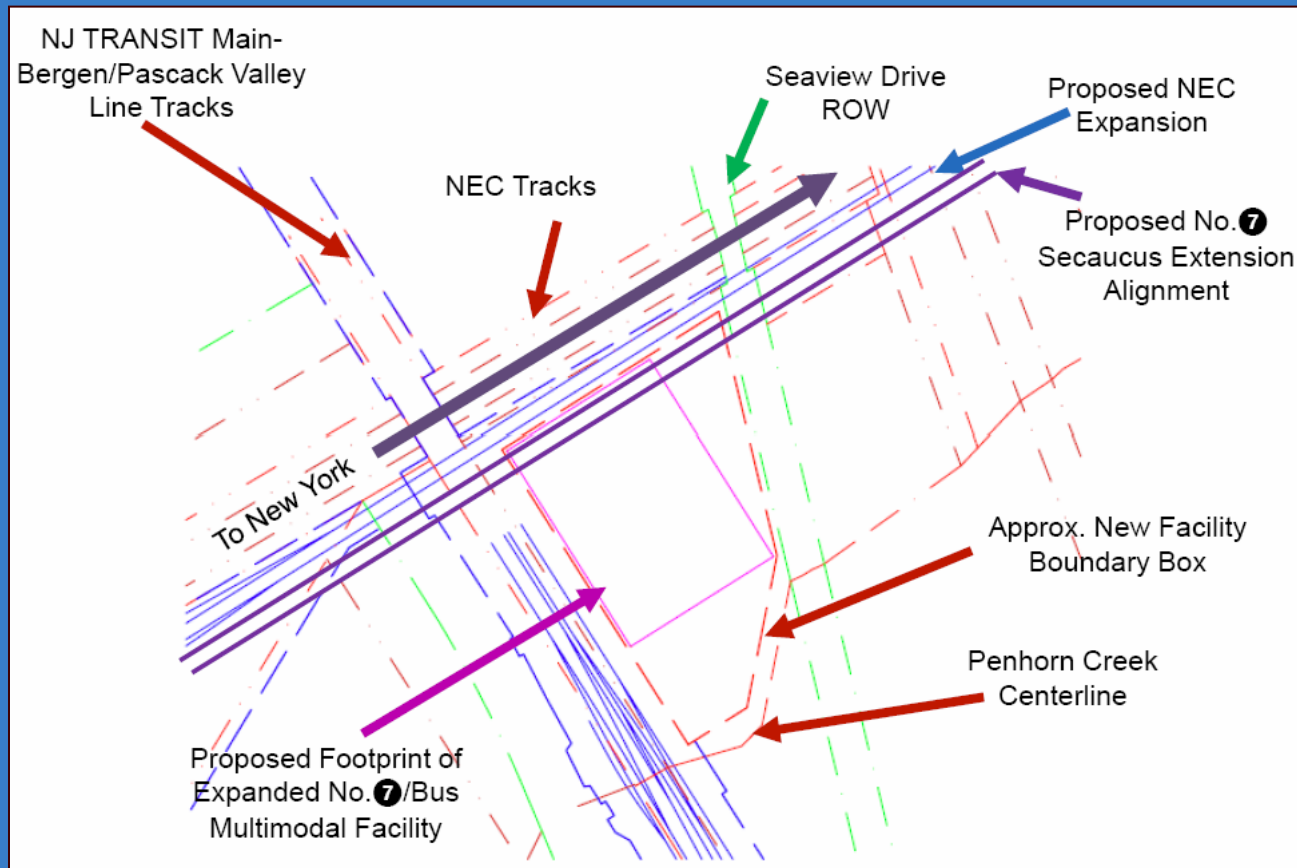 NJ TRANSIT Main-
Bergen/Pascack Valley
Line Tracks
NEC Tracks
Seaview Drive
ROW
Proposed NEC
Expansion
Proposed No.❼
Secaucus Extension
Alignment
To New York
Approx. New Facility
Boundary Box
Penhorn Creek
Centerline
Proposed Footprint of
Expanded No.❼/Bus
Multimodal Facility